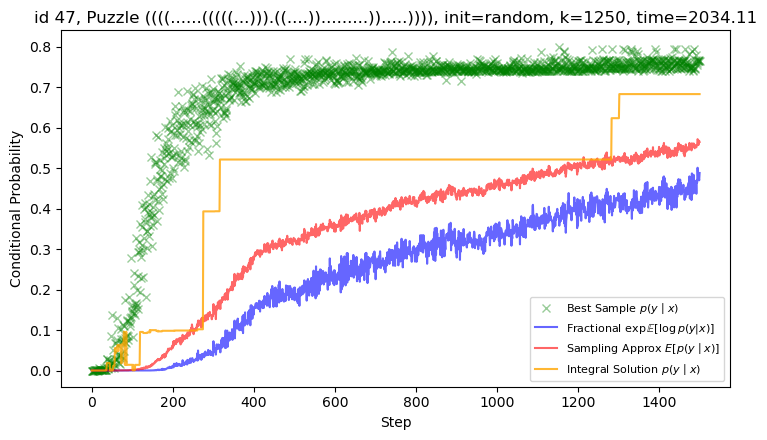 id 47, Puzzle ((((......(((((...))).((....)).........)).....)))), init=random, k=1250, time=2034.11
Conditional Probability
0.8
0.7
0.6
0.5
0.4
0.3
0.2
0.1
0.0
Best Sample p(y | x)
Fractional exp𝔼[log p(y|x)]
Sampling Approx E[p(y | x)]
Integral Solution p(y | x)
0 200 400 600 800 1000 1200 1400
Step